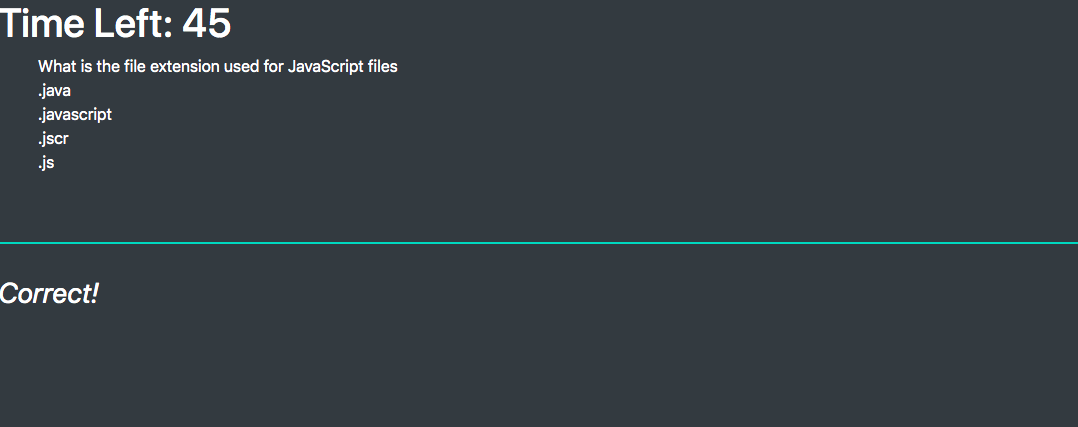 Time Left: 45
What is the file extension used for JavaScript files
.java
.javascript
.jscr
.js
Correct!